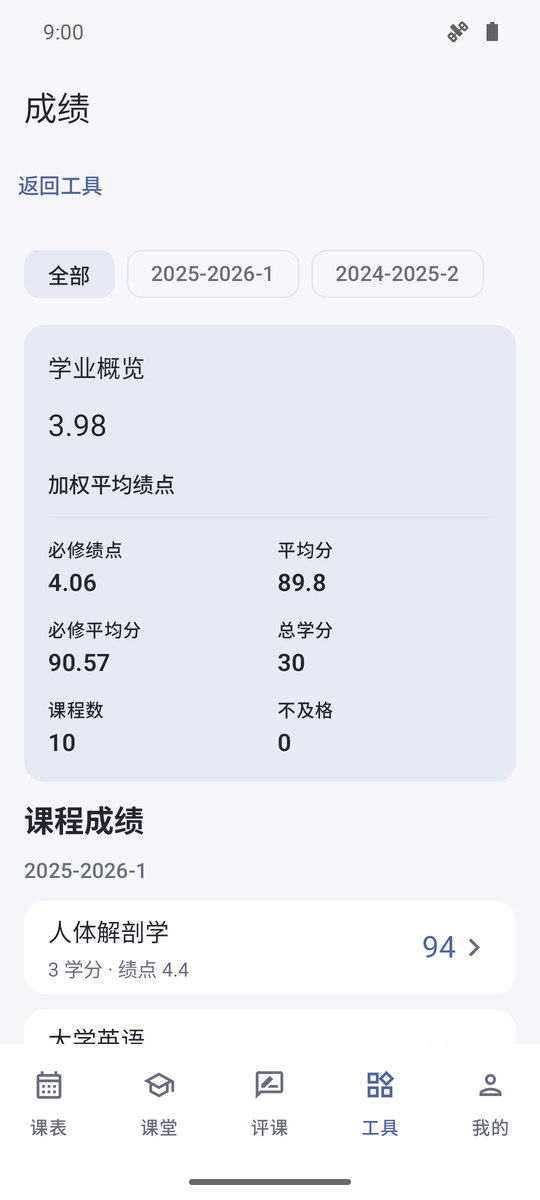 9:00
成绩
返回工具
全部 2025-2026-1 2024-2025-2
学业概览
3.98
加权平均绩点
必修绩点 平均分
4.06 89.8
必修平均分 总学分
90.57 30
课程数 不及格
10 0
课程成绩
2025-2026-1
人体解剖学
94
3 学分 · 绩点 4.4
大学英语
课表 课堂 评课 工具 我的